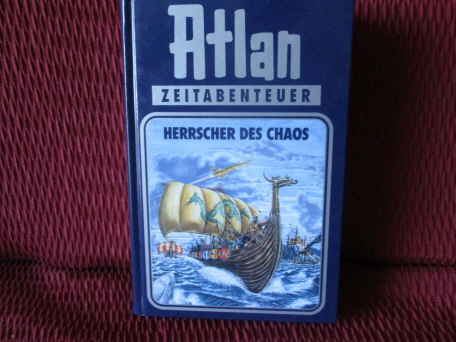 Atlan
ZEITABENTEUER
HERRSCHER DES CHAOS